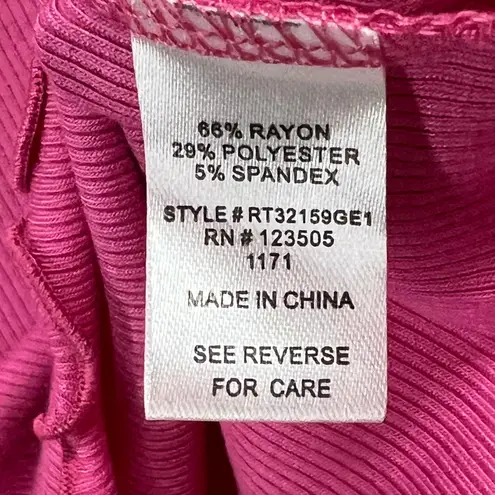 66% RAYON
29% POLYESTER
5% SPANDEX
STYLE # RT32159GE1
RN # 123505
1171
MADE IN CHINA
SEE REVERSE
FOR CARE